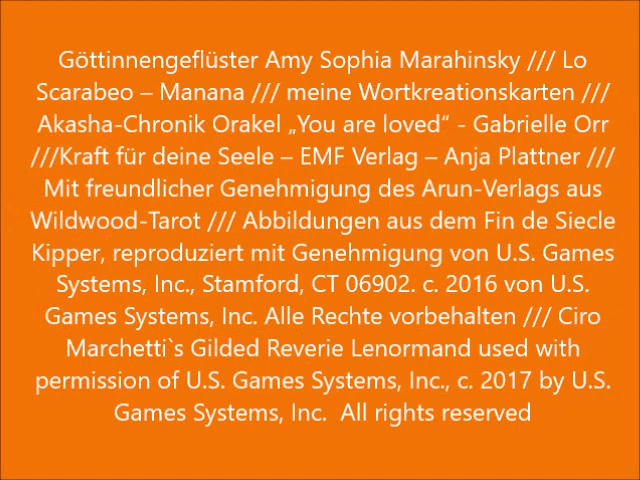 Göttinnengeflüster Amy Sophia Marahinsky /// Lo
Scarabeo – Manana /// meine Wortkreationskarten ///
Akasha-Chronik Orakel „You are loved“ - Gabrielle Orr
///Kraft für deine Seele – EMF Verlag – Anja Plattner ///
Mit freundlicher Genehmigung des Arun-Verlags aus
Wildwood-Tarot /// Abbildungen aus dem Fin de Siecle
Kipper, reproduziert mit Genehmigung von U.S. Games
Systems, Inc., Stamford, CT 06902. c. 2016 von U.S.
Games Systems, Inc. Alle Rechte vorbehalten /// Ciro
Marchetti`s Gilded Reverie Lenormand used with
permission of U.S. Games Systems, Inc., c. 2017 by U.S.
Games Systems, Inc.  All rights reserved